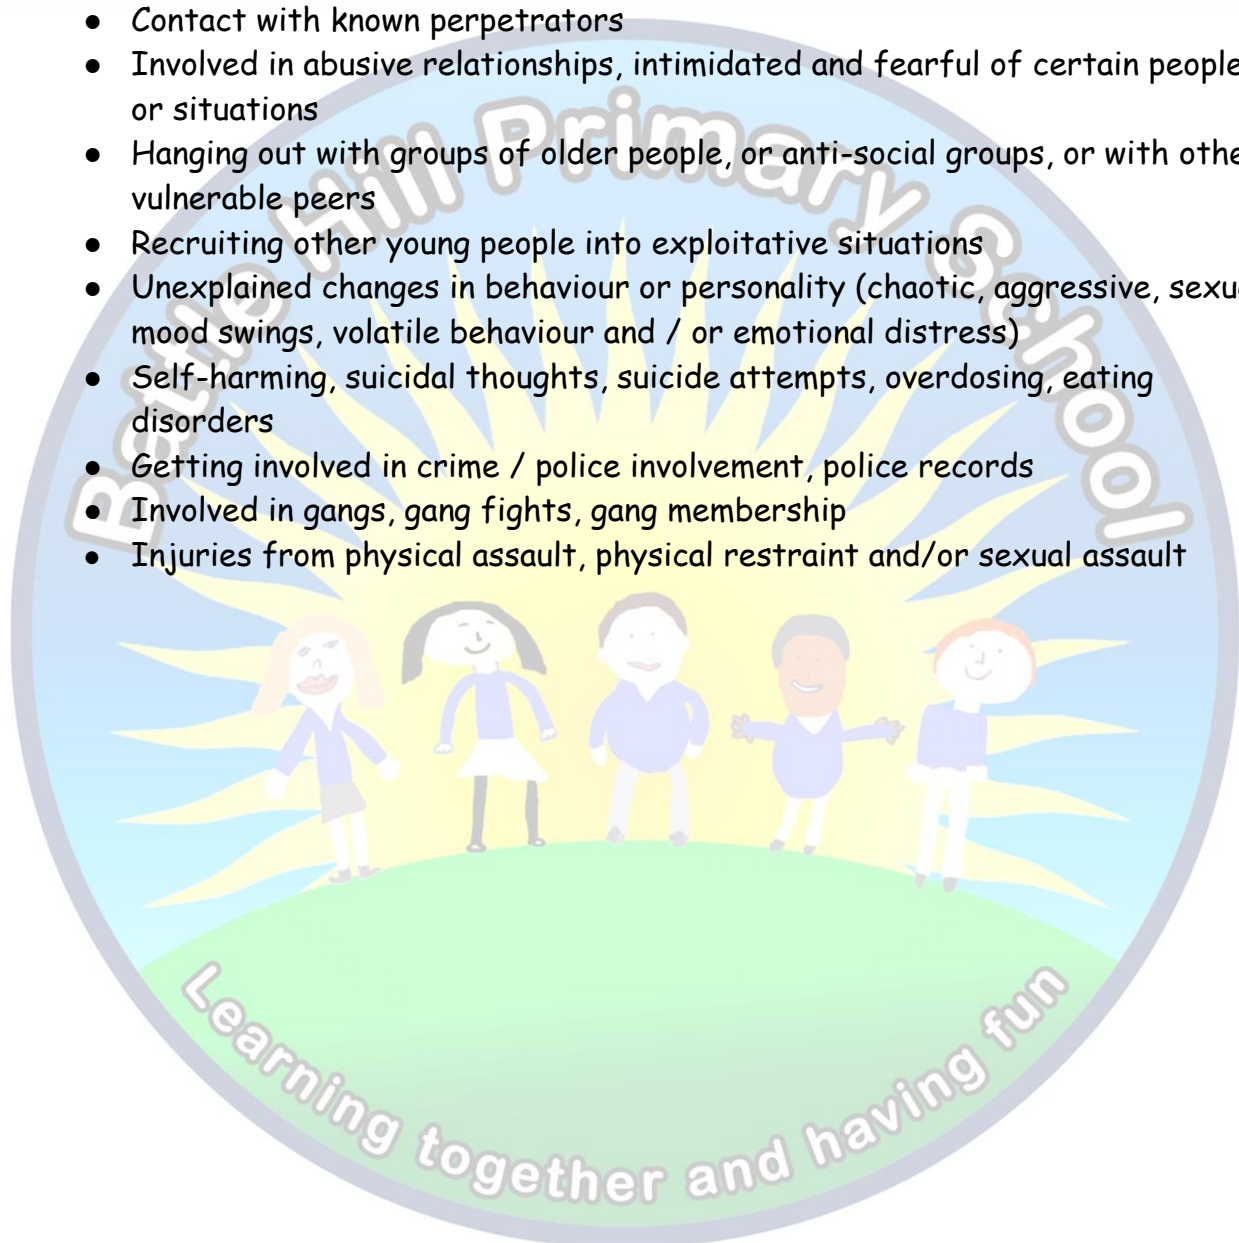 ● Contact with known perpetrators
● Involved in abusive relationships, intimidated and fearful of certain people
or situations
● Hanging out with groups of older people, or anti-social groups, or with othe
vulnerable peers
● Recruiting other young people into exploitative situations
● Unexplained changes in behaviour or personality (chaotic, aggressive, sexu
mood swings, volatile behaviour and / or emotional distress)
● Self-harming, suicidal thoughts, suicide attempts, overdosing, eating
disorders
● Getting involved in crime / police involvement, police records
● Involved in gangs, gang fights, gang membership
● Injuries from physical assault, physical restraint and/or sexual assault
Battle Hill Primary School
Learning together and having fun